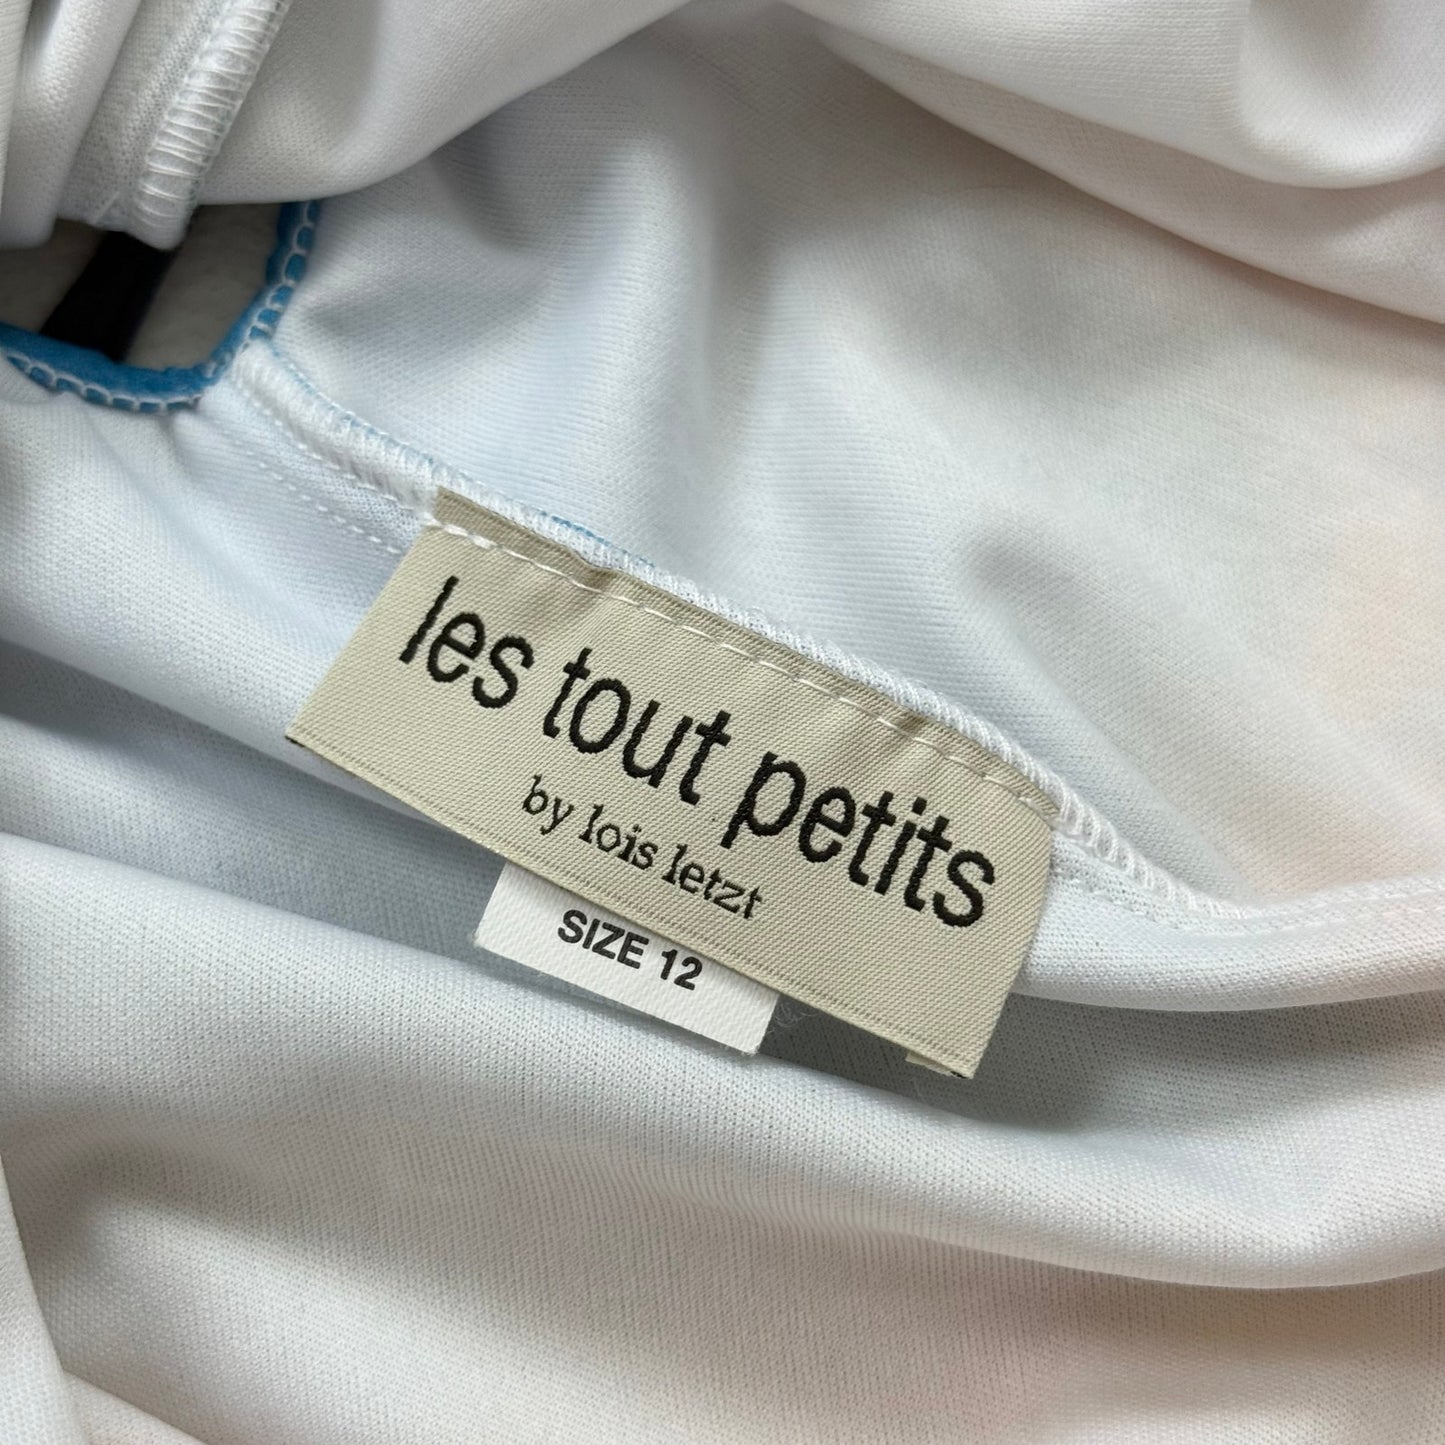 les tout petits
by lois letzt
SIZE 12